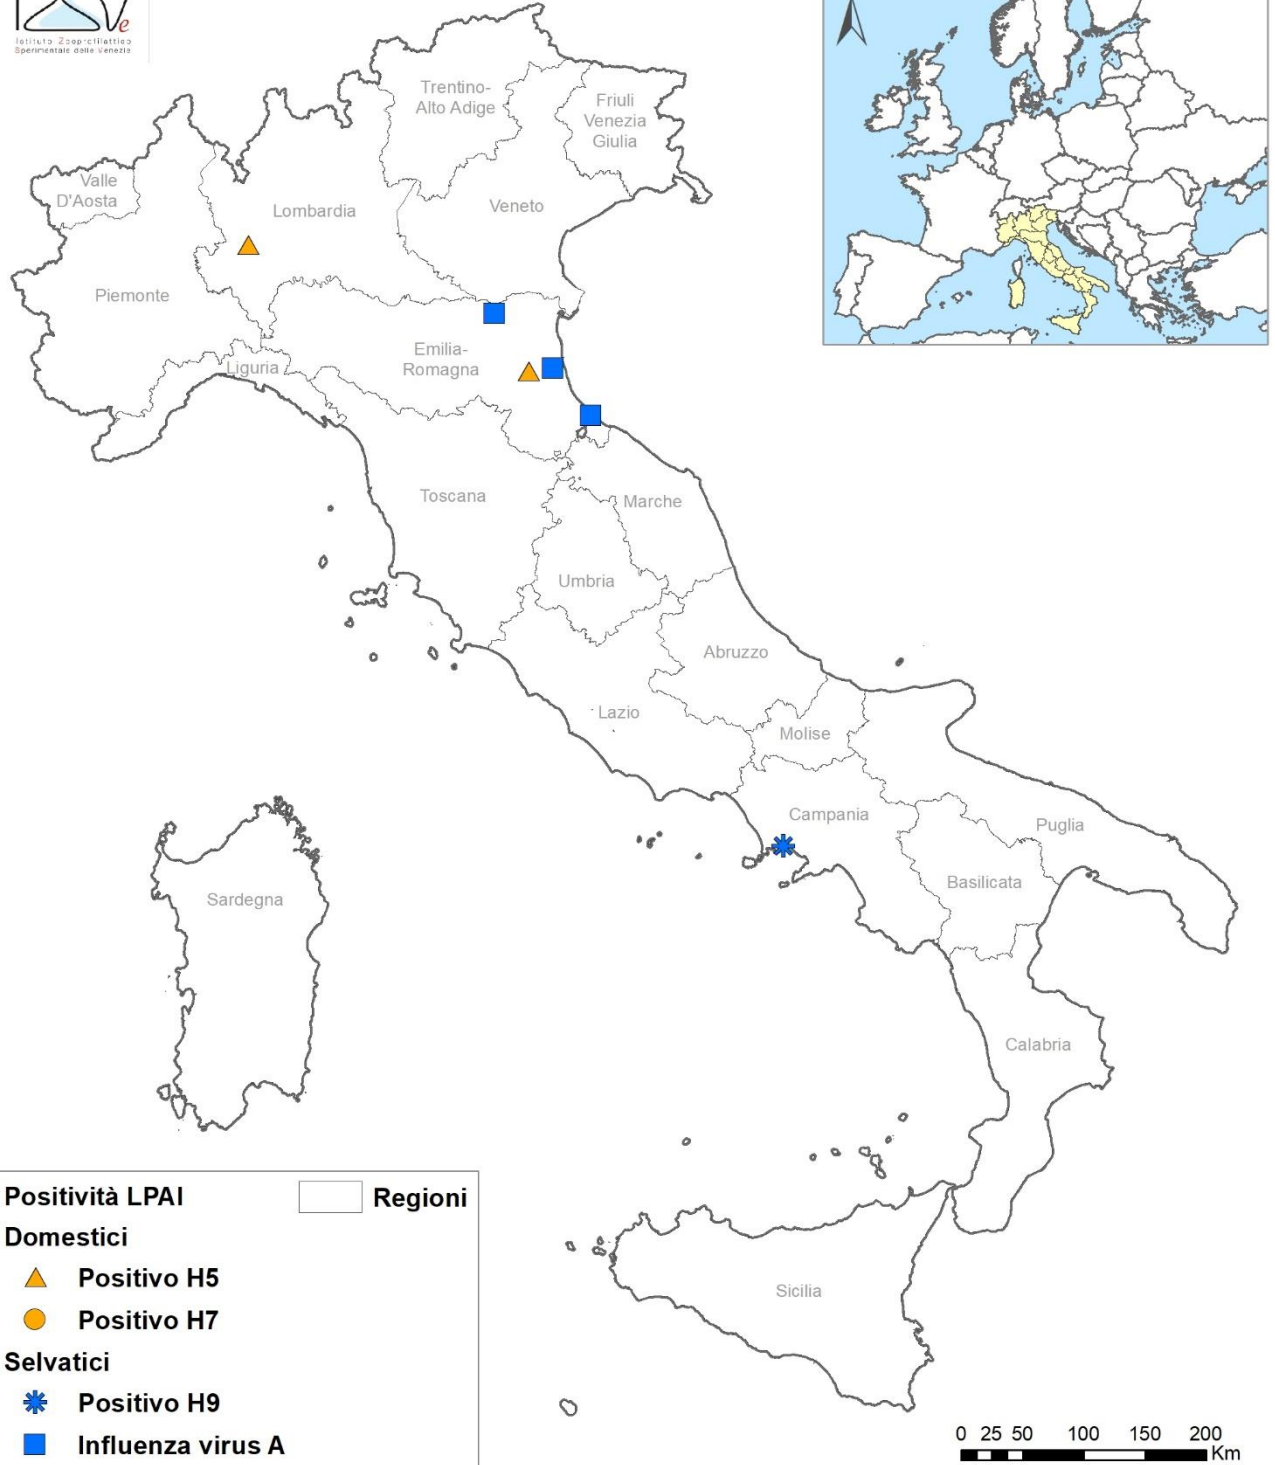 Ve
Istituto Zooprofilattico
Sperimentale delle Venezie
Trentino-
Alto Adige
Friuli
Venezia
Giulia
Valle
D'Aosta
Lombardia
Veneto
Piemonte
Emilia-
Romagna
Liguria
Toscana
Marche
Umbria
Abruzzo
Lazio
Molise
Campania
Puglia
Basilicata
Sardegna
Calabria
Sicilia
Positività LPAI
Regioni
Domestici
Positivo H5
Positivo H7
Selvatici
Positivo H9
Influenza virus A
0 25 50 100 150 200
Km